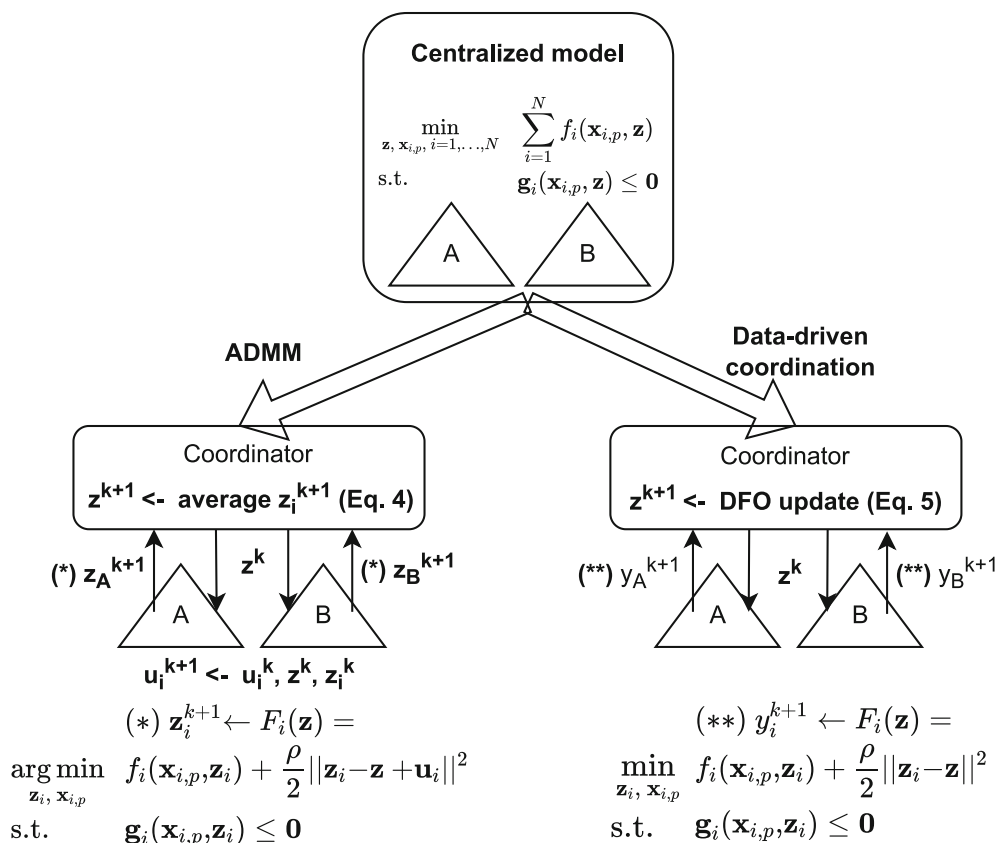 Centralized model
min_{z, x_{i,p}, i=1,…,N} ∑_{i=1}^{N} f_i(x_{i,p}, z)
s.t. g_i(x_{i,p}, z) ≤ 0
A B
ADMM
Data-driven
coordination
Coordinator
z^{k+1} <- average z_i^{k+1} (Eq. 4)
(*) z_A^{k+1} z^k (*) z_B^{k+1}
A B
u_i^{k+1} <- u_i^k, z^k, z_i^k
(*) z_i^{k+1} ← F_i(z) =
arg min_{z_i, x_{i,p}} f_i(x_{i,p},z_i) + ρ/2 ||z_i−z+u_i||^2
s.t. g_i(x_{i,p},z_i) ≤ 0
Coordinator
z^{k+1} <- DFO update (Eq. 5)
(**) y_A^{k+1} z^k (**) y_B^{k+1}
A B
(**) y_i^{k+1} ← F_i(z) =
min_{z_i, x_{i,p}} f_i(x_{i,p},z_i) + ρ/2 ||z_i−z||^2
s.t. g_i(x_{i,p},z_i) ≤ 0